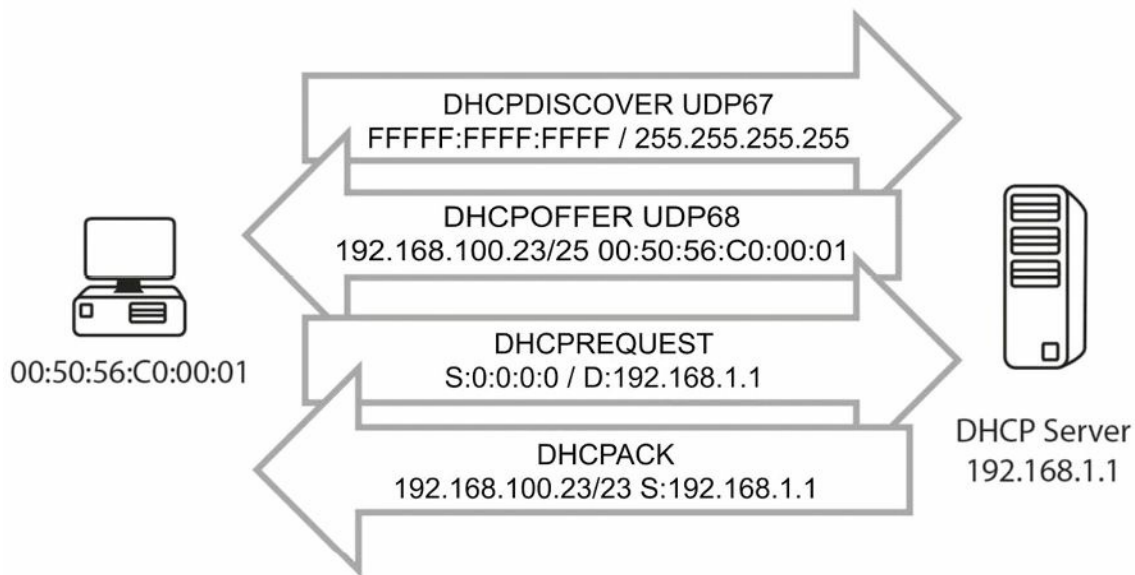 DHCPDISCOVER UDP67
FFFFF:FFFF:FFFF / 255.255.255.255
DHCPOFFER UDP68
192.168.100.23/25 00:50:56:C0:00:01
00:50:56:C0:00:01
DHCPREQUEST
S:0:0:0:0 / D:192.168.1.1
DHCPACK
192.168.100.23/23 S:192.168.1.1
DHCP Server
192.168.1.1